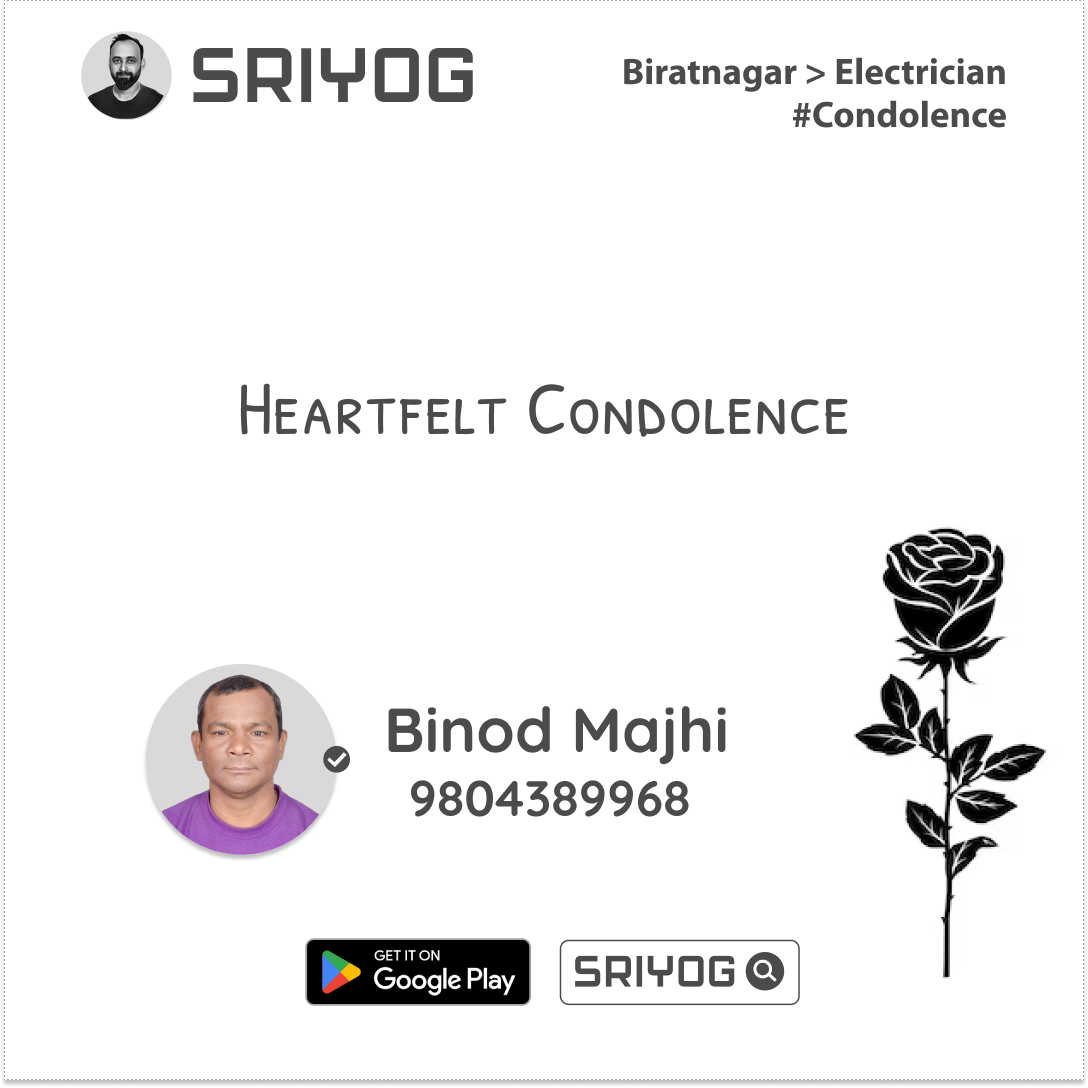 SRIYOG
Biratnagar > Electrician
#Condolence
Heartfelt Condolence
Binod Majhi
9804389968
GET IT ON
Google Play
SRIYOG